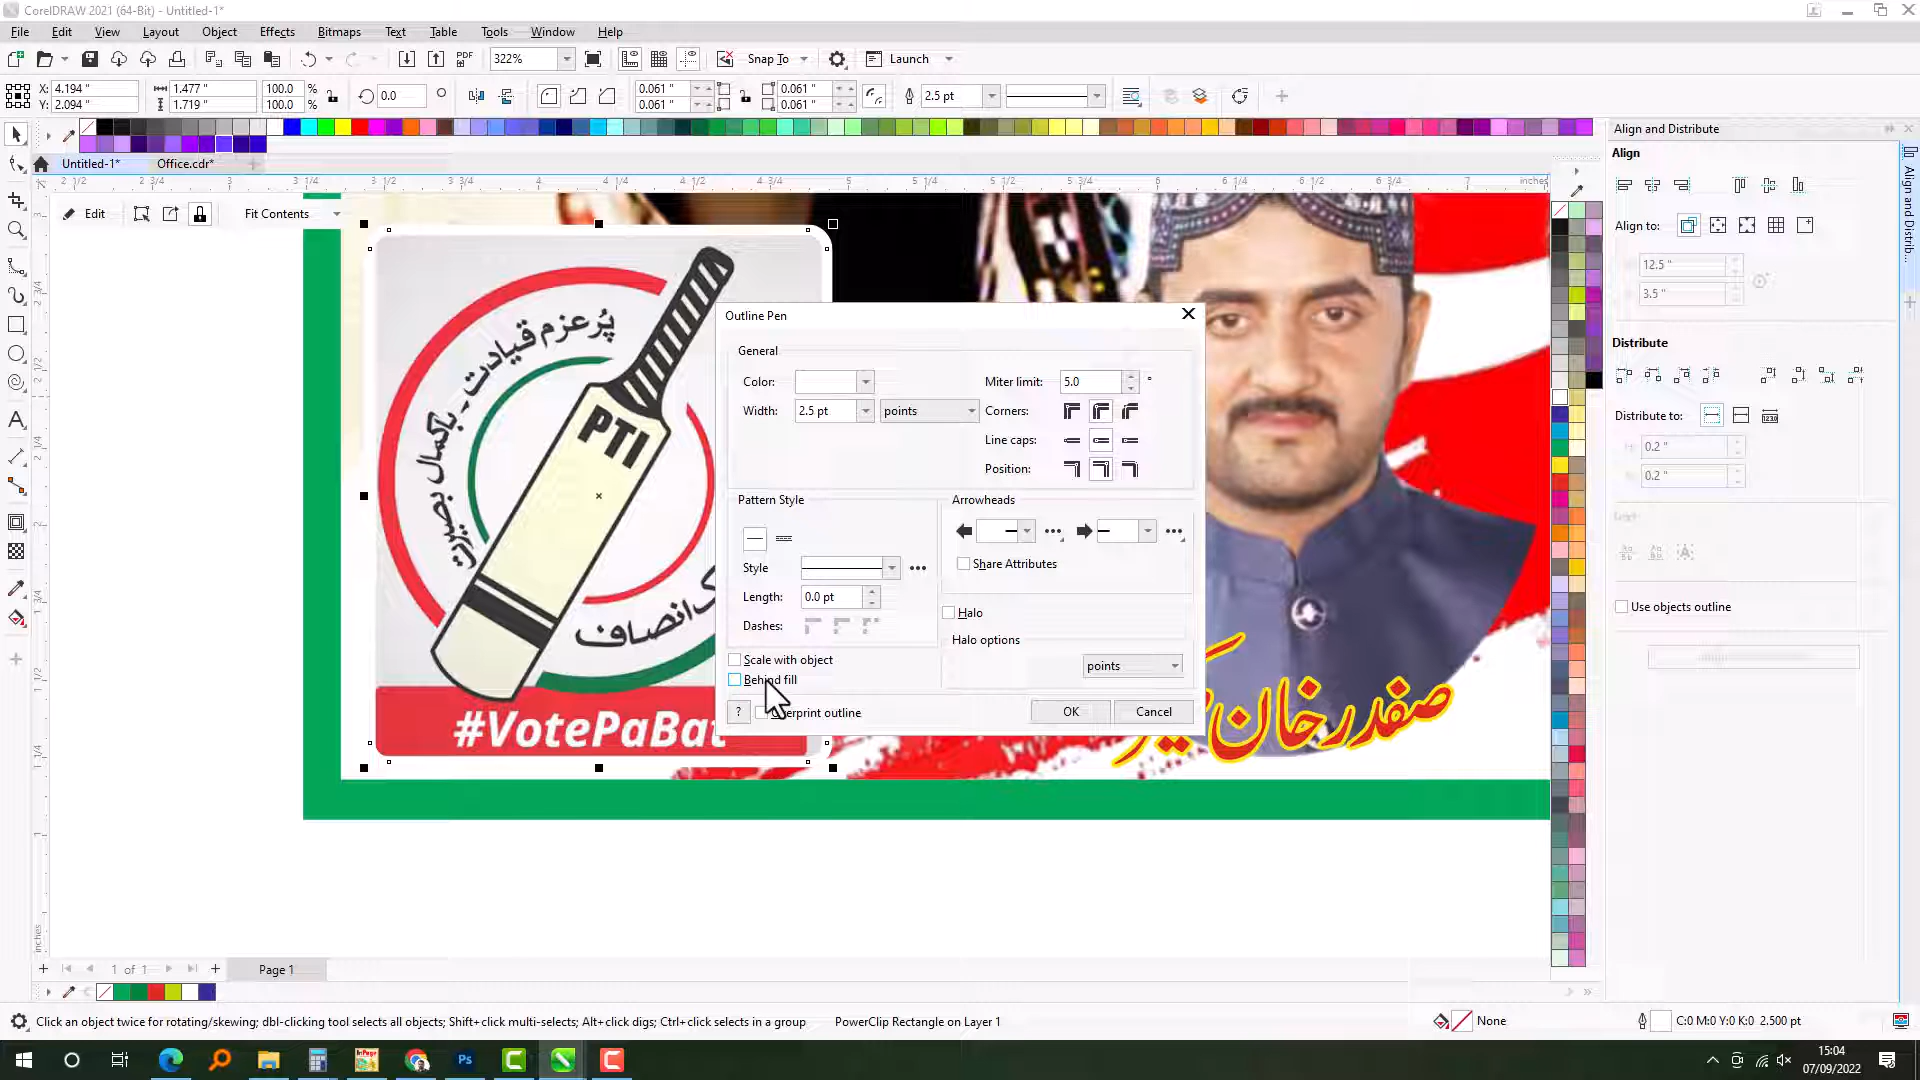 CorelDRAW 2021 (64-Bit) - Untitled-1*
File Edit View Layout Object Effects Bitmaps Text Table Tools Window Help
PDF 322% Snap To Launch
X: 4.194 " 1.477 " 100.0 % 0.0 0.061 " 0.061 " 2.5 pt
Y: 2.094 " 1.719 " 100.0 % 0.061 " 0.061 "
Untitled-1* Office.cdr*
Edit Fit Contents
inches
Align and Distribute
Align
Align to:
12.5 "
3.5 "
Distribute
Distribute to:
0.2 "
0.2 "
Use objects outline
Outline Pen
General
Color: Miter limit: 5.0 °
Width: 2.5 pt points Corners:
Line caps:
Position:
Pattern Style Arrowheads
Style Share Attributes
Length: 0.0 pt Halo
Dashes: Halo options
Scale with object points
Behind fill
? erprint outline OK Cancel
پُرعزم قیادت۔ باکمال بصیرت
PTI
انصاف
#VotePaBat
صفدر خان
1 of 1 Page 1
Click an object twice for rotating/skewing; dbl-clicking tool selects all objects; Shift+click multi-selects; Alt+click digs; Ctrl+click selects in a group PowerClip Rectangle on Layer 1 None C:0 M:0 Y:0 K:0 2.500 pt
Ps 15:04
07/09/2022